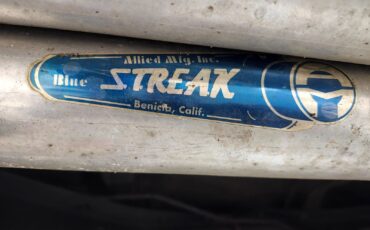 Allied Mfg. Inc.
Blue STREAK
Benicia, Calif.